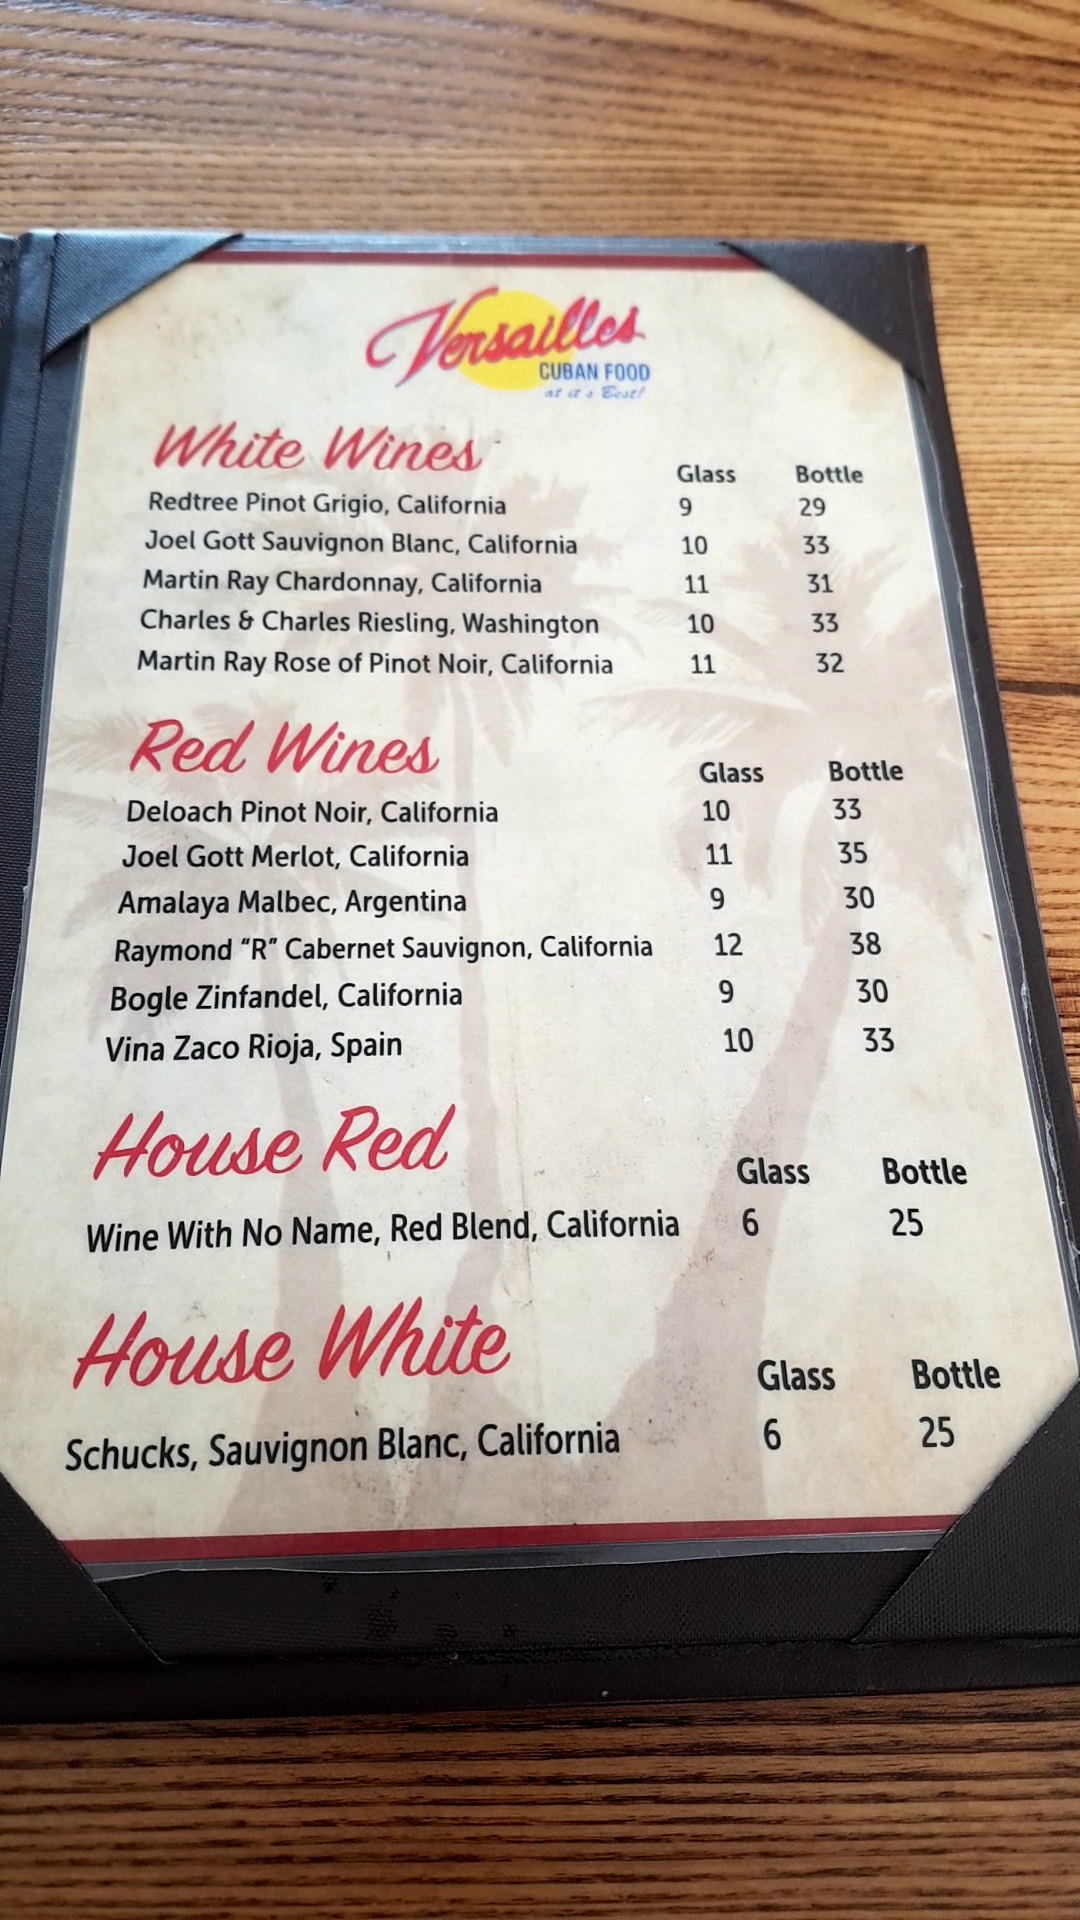 Versailles
CUBAN FOOD
at it's Best!
White Wines
Glass Bottle
Redtree Pinot Grigio, California 9 29
Joel Gott Sauvignon Blanc, California 10 33
Martin Ray Chardonnay, California 11 31
Charles & Charles Riesling, Washington 10 33
Martin Ray Rose of Pinot Noir, California 11 32
Red Wines
Glass Bottle
Deloach Pinot Noir, California 10 33
Joel Gott Merlot, California 11 35
Amalaya Malbec, Argentina 9 30
Raymond "R" Cabernet Sauvignon, California 12 38
Bogle Zinfandel, California 9 30
Vina Zaco Rioja, Spain 10 33
House Red
Glass Bottle
Wine With No Name, Red Blend, California 6 25
House White
Glass Bottle
Schucks, Sauvignon Blanc, California 6 25